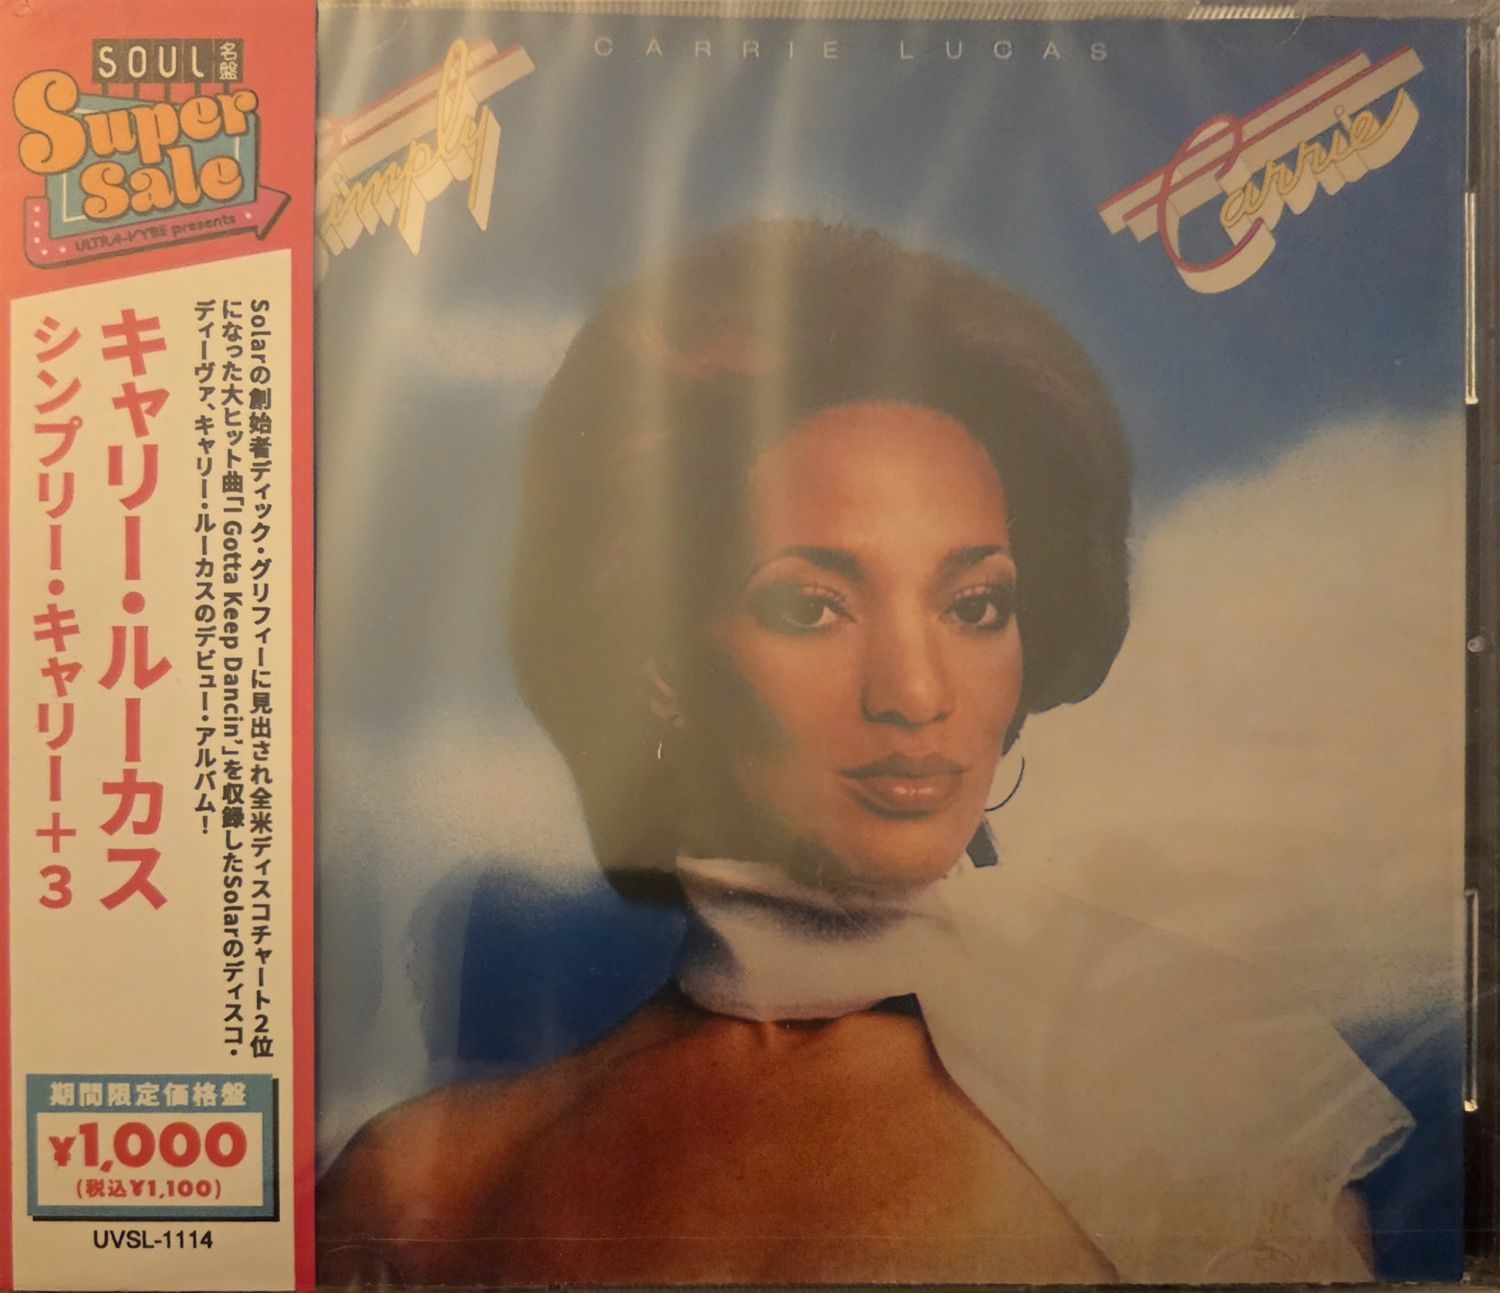 SOUL名盤
Super
Sale
ULTRA-VYBE presents
キャリー・ルーカス
シンプリー・キャリー＋3
Solarの創始者ディック・グリフィーに見出され全米ディスコチャート2位
になった大ヒット曲「I Gotta Keep Dancin'」を収録したSolarのディスコ・
ディーヴァ、キャリー・ルーカスのデビュー・アルバム！
期間限定価格盤
¥1,000
(税込¥1,100)
UVSL-1114
CARRIE LUCAS
Simply
Carrie